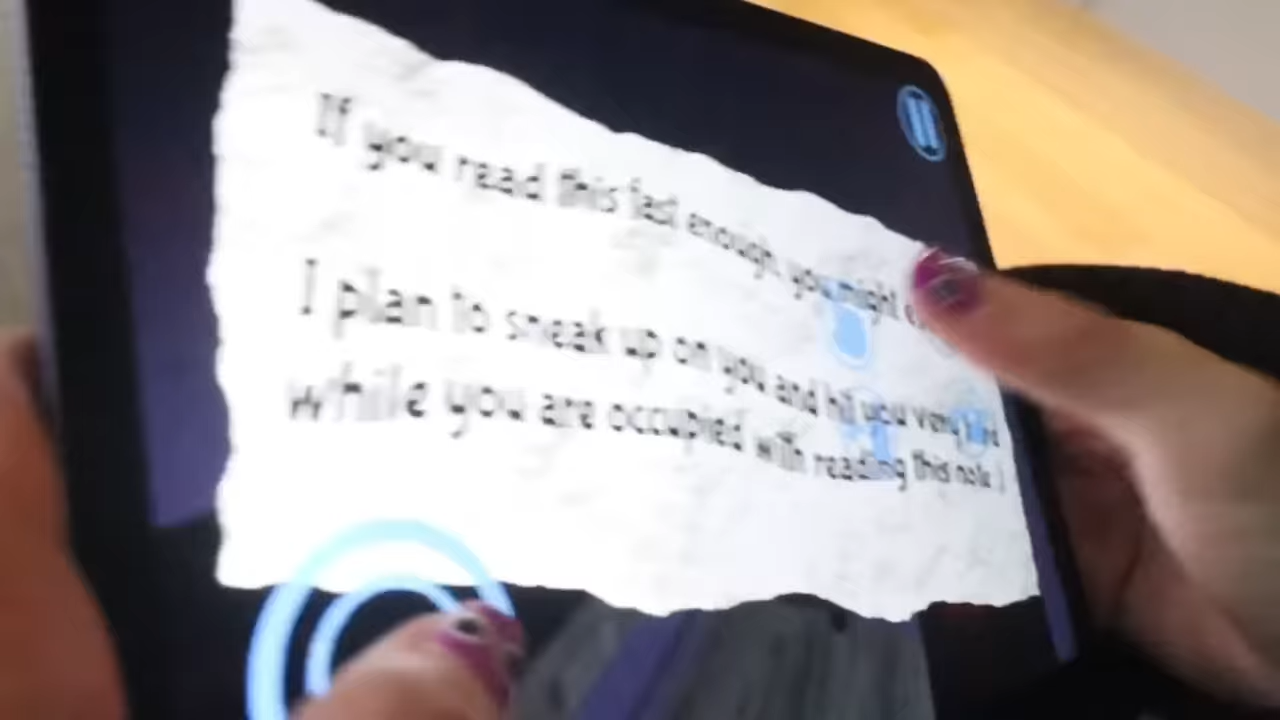 If you read this fast enough, you might
I plan to sneak up on you and hit you very
while you are occupied with reading this note :)